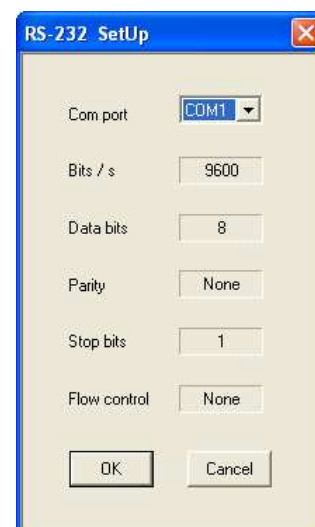 RS-232 SetUp
Com port COM1
Bits / s 9600
Data bits 8
Parity None
Stop bits 1
Flow control None
OK Cancel